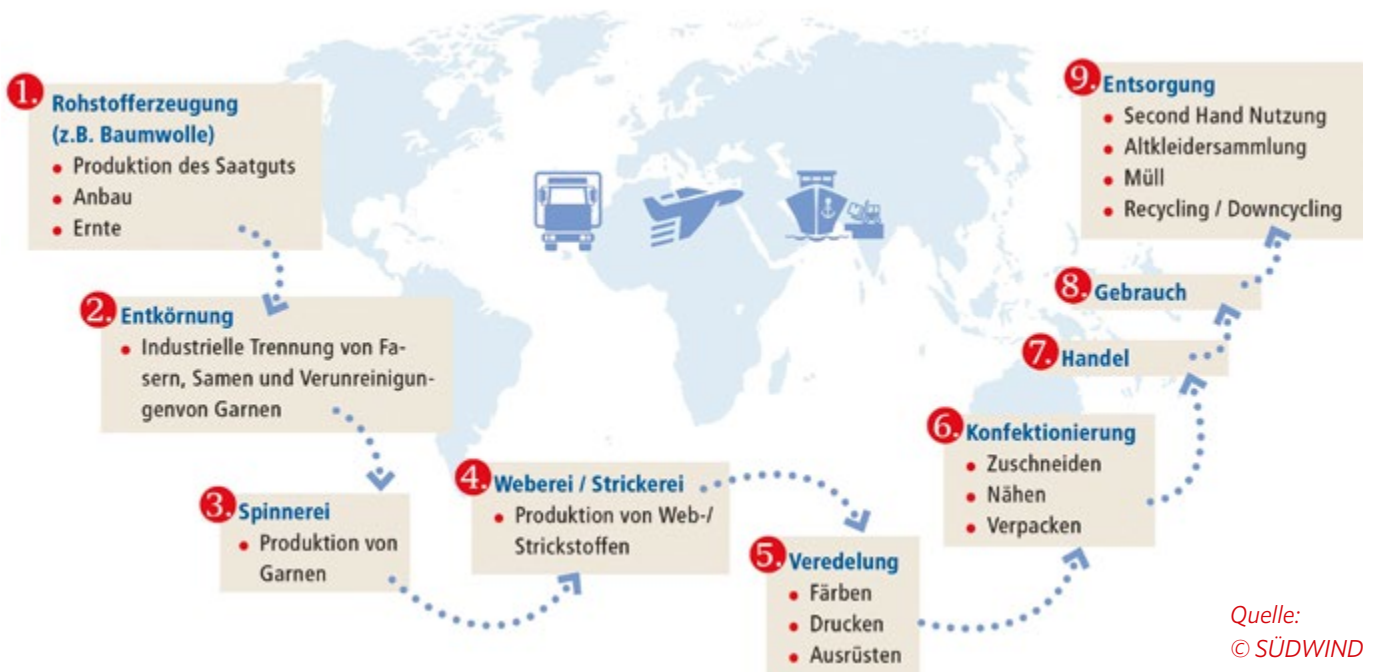 1.
Rohstofferzeugung
(z.B. Baumwolle)
• Produktion des Saatguts
• Anbau
• Ernte
2.
Entkörnung
• Industrielle Trennung von Fa-
sern, Samen und Verunreinigun-
genvon Garnen
3.
Spinnerei
• Produktion von
Garnen
4.
Weberei / Strickerei
• Produktion von Web-/
Strickstoffen
5.
Veredelung
• Färben
• Drucken
• Ausrüsten
6.
Konfektionierung
• Zuschneiden
• Nähen
• Verpacken
7.
Handel
8.
Gebrauch
9.
Entsorgung
• Second Hand Nutzung
• Altkleidersammlung
• Müll
• Recycling / Downcycling
Quelle:
© SÜDWIND